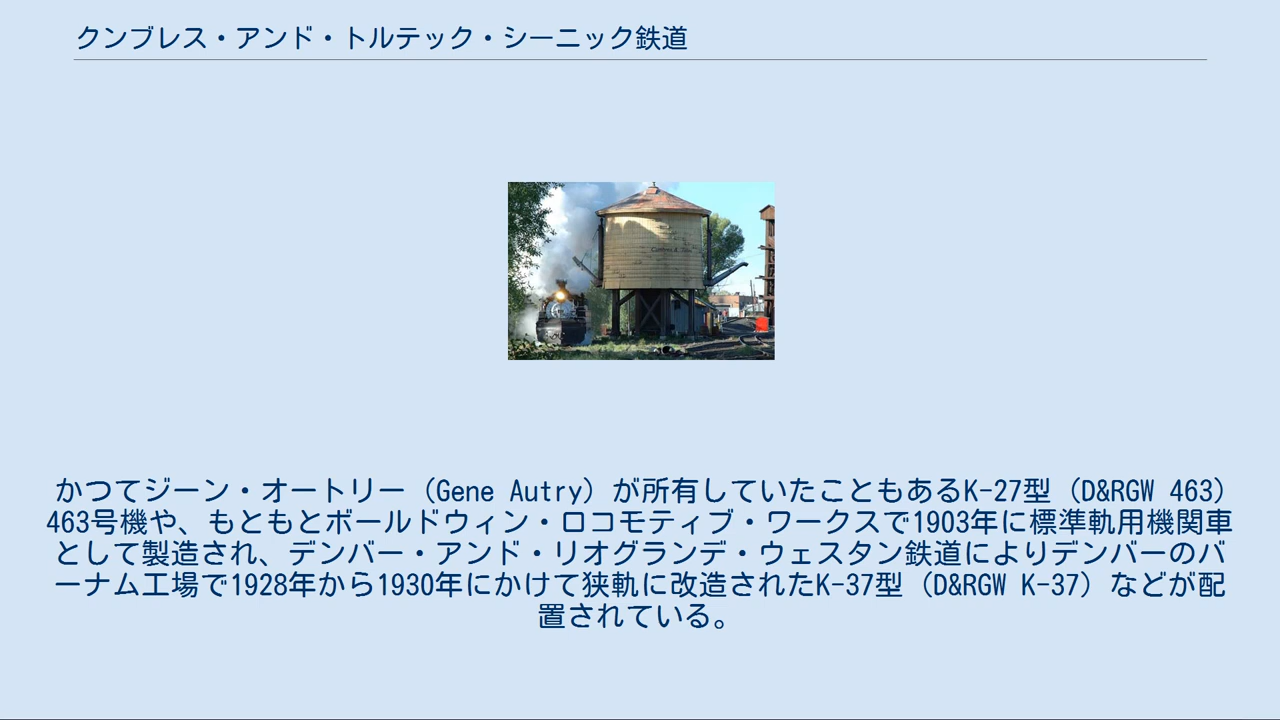 クンブレス・アンド・トルテック・シーニック鉄道
かつてジーン・オートリー（Gene Autry）が所有していたこともあるK-27型（D&RGW 463）
463号機や、もともとボールドウィン・ロコモティブ・ワークスで1903年に標準軌用機関車
として製造され、デンバー・アンド・リオグランデ・ウェスタン鉄道によりデンバーのバ
ーナム工場で1928年から1930年にかけて狭軌に改造されたK-37型（D&RGW K-37）などが配
置されている。